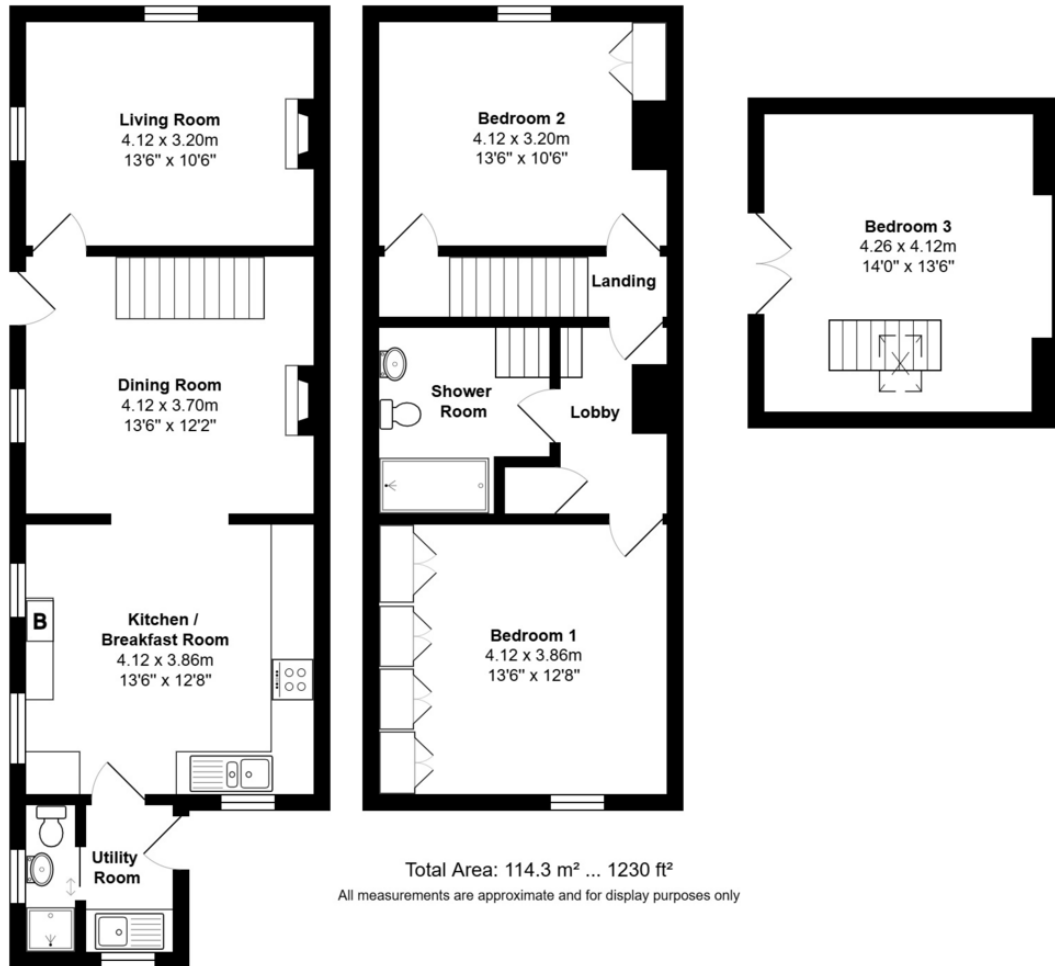 Living Room
4.12 x 3.20m
13'6" x 10'6"
Dining Room
4.12 x 3.70m
13'6" x 12'2"
B
Kitchen /
Breakfast Room
4.12 x 3.86m
13'6" x 12'8"
Utility
Room
Bedroom 2
4.12 x 3.20m
13'6" x 10'6"
Landing
Shower
Room
Lobby
Bedroom 1
4.12 x 3.86m
13'6" x 12'8"
Bedroom 3
4.26 x 4.12m
14'0" x 13'6"
Total Area: 114.3 m² ... 1230 ft²
All measurements are approximate and for display purposes only